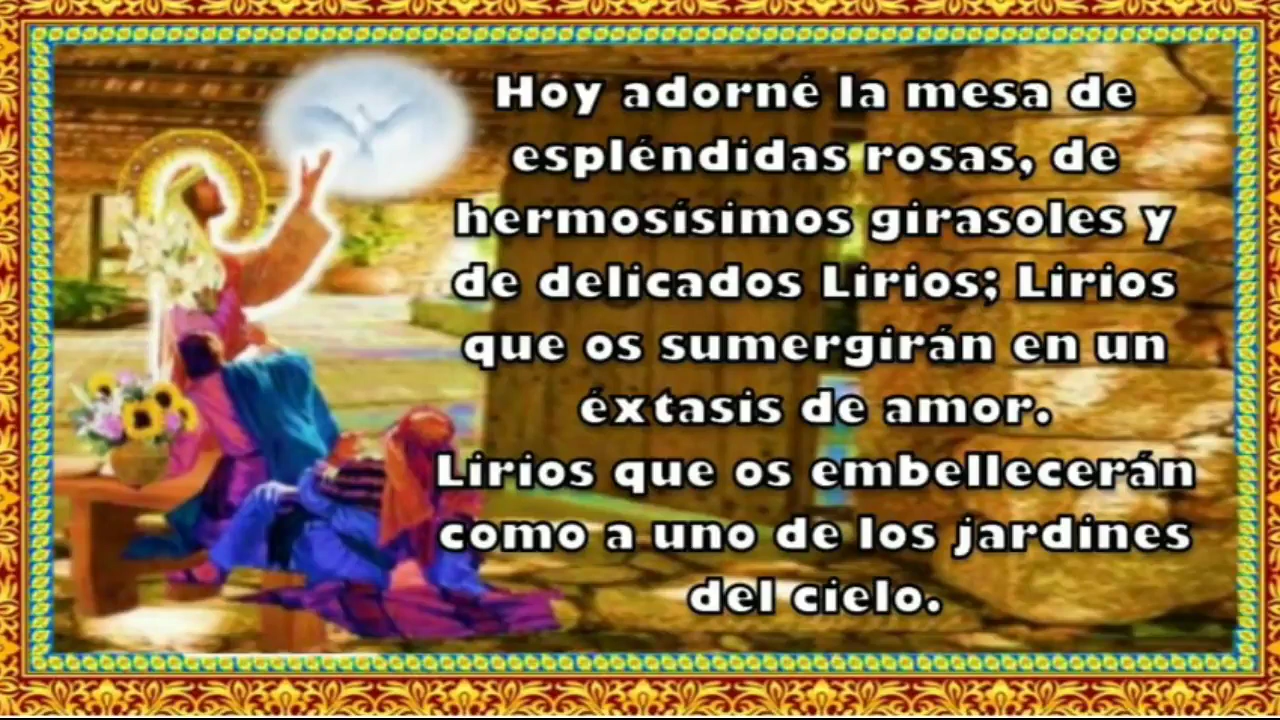 Hoy adorné la mesa de
espléndidas rosas, de
hermosísimos girasoles y
de delicados Lirios; Lirios
que os sumergirán en un
éxtasis de amor.
Lirios que os embellecerán
como a uno de los jardines
del cielo.